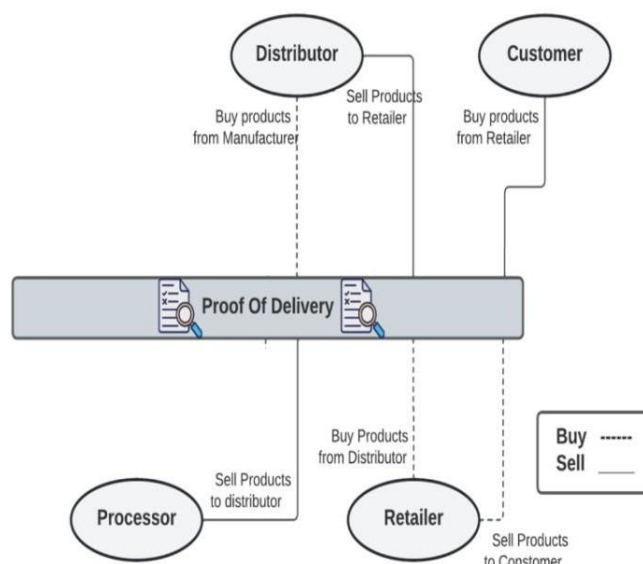 Distributor
Customer
Buy products
from Manufacturer
Sell Products
to Retailer
Buy products
from Retailer
Proof Of Delivery
Buy Products
from Distributor
Buy ------
Sell ____
Sell Products
to distributor
Processor
Retailer
Sell Products
to Constomer